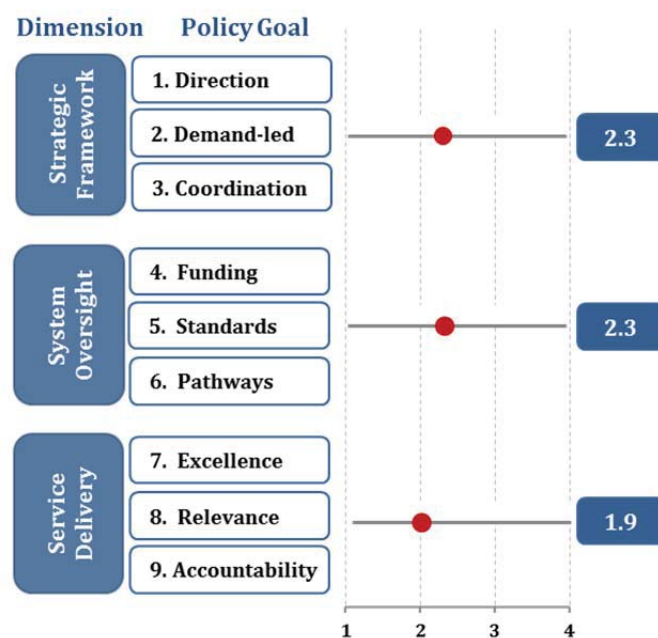 Dimension Policy Goal
Strategic
Framework
1. Direction
2. Demand-led
3. Coordination
2.3
System
Oversight
4. Funding
5. Standards
6. Pathways
2.3
Service
Delivery
7. Excellence
8. Relevance
9. Accountability
1.9
1 2 3 4